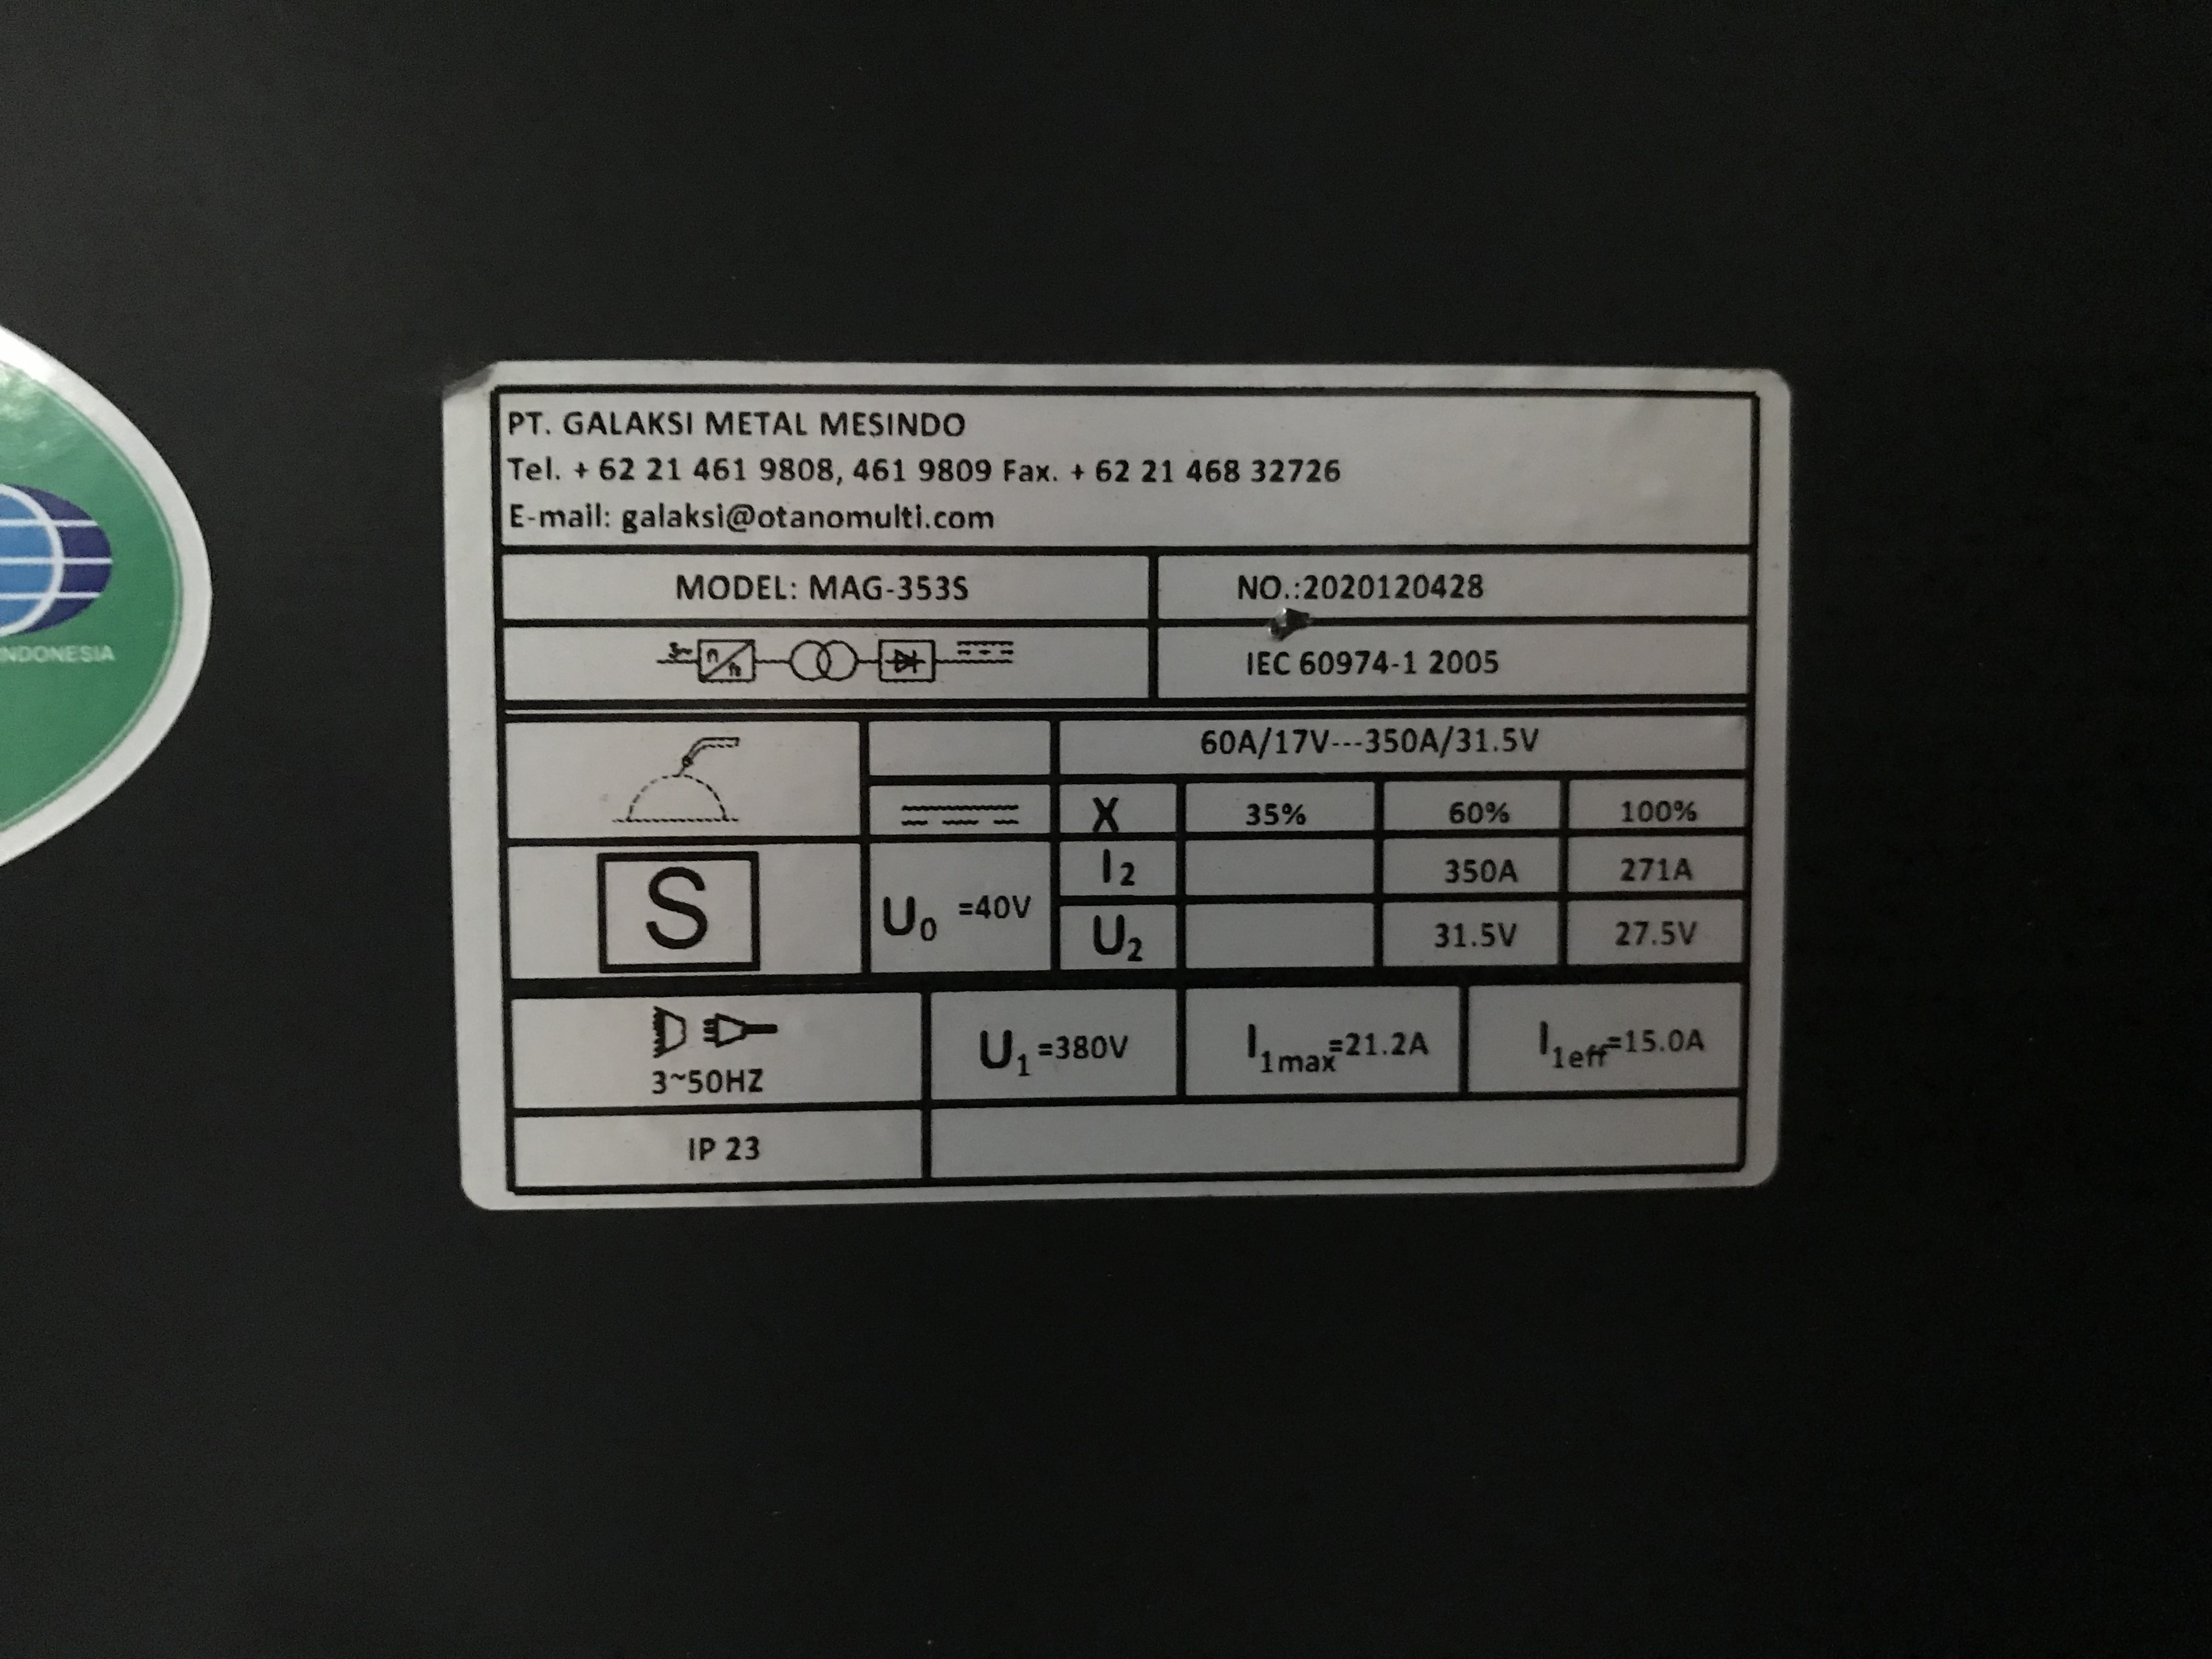 NDONESIA
PT. GALAKSI METAL MESINDO
Tel. + 62 21 461 9808, 461 9809 Fax. + 62 21 468 32726
E-mail: galaksi@otanomulti.com
MODEL: MAG-353S
NO.:2020120428
3~
IEC 60974-1 2005
60A/17V---350A/31.5V
X 35% 60% 100%
S
U0 =40V
I2 350A 271A
U2 31.5V 27.5V
3~50HZ
U1=380V
I1max=21.2A
I1eff=15.0A
IP 23